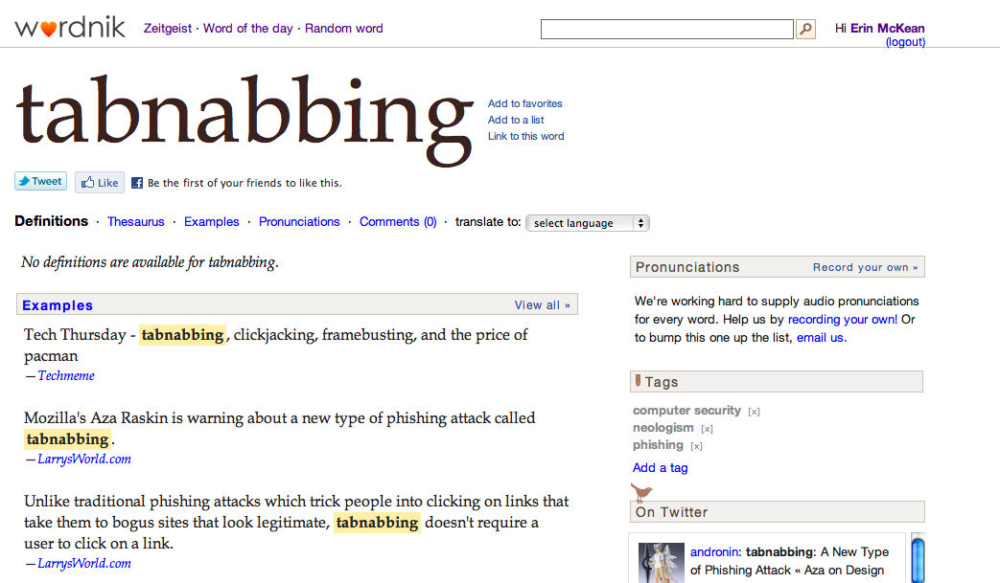 wordnik Zeitgeist · Word of the day · Random word Hi Erin McKean
(logout)
tabnabbing
Add to favorites
Add to a list
Link to this word
Tweet Like Be the first of your friends to like this.
Definitions · Thesaurus · Examples · Pronunciations · Comments (0) · translate to: select language
No definitions are available for tabnabbing.
Examples View all »
Tech Thursday - tabnabbing, clickjacking, framebusting, and the price of
pacman
—Techmeme
Mozilla's Aza Raskin is warning about a new type of phishing attack called
tabnabbing.
—LarrysWorld.com
Unlike traditional phishing attacks which trick people into clicking on links that
take them to bogus sites that look legitimate, tabnabbing doesn't require a
user to click on a link.
—LarrysWorld.com
Pronunciations Record your own »
We're working hard to supply audio pronunciations
for every word. Help us by recording your own! Or
to bump this one up the list, email us.
Tags
computer security [x]
neologism [x]
phishing [x]
Add a tag
On Twitter
andronin: tabnabbing: A New Type
of Phishing Attack « Aza on Design